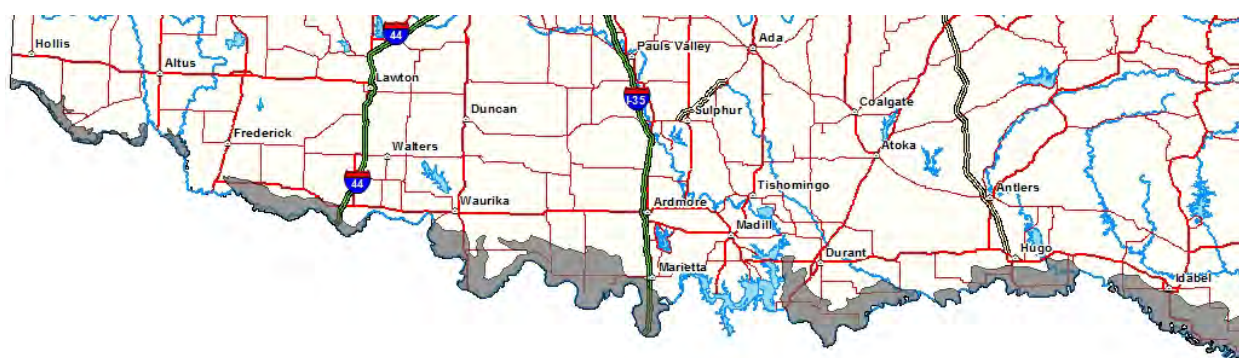 44
Pauls Valley
Ada
Hollis
Altus
Lawton
I-35
Coalgate
Sulphur
Duncan
Frederick
Atoka
Walters
44
Tishomingo
Antlers
Waurika
Ardmore
Madill
Hugo
Durant
Marietta
Idabel